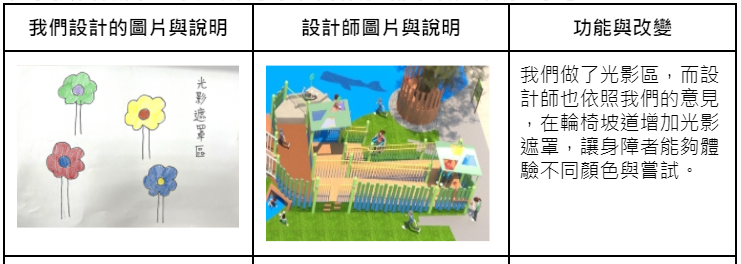 我們設計的圖片與說明
設計師圖片與說明
功能與改變
光影遮罩區
我們做了光影區，而設
計師也依照我們的意見
，在輪椅坡道增加光影
遮罩，讓身障者能夠體
驗不同顏色與嘗試。